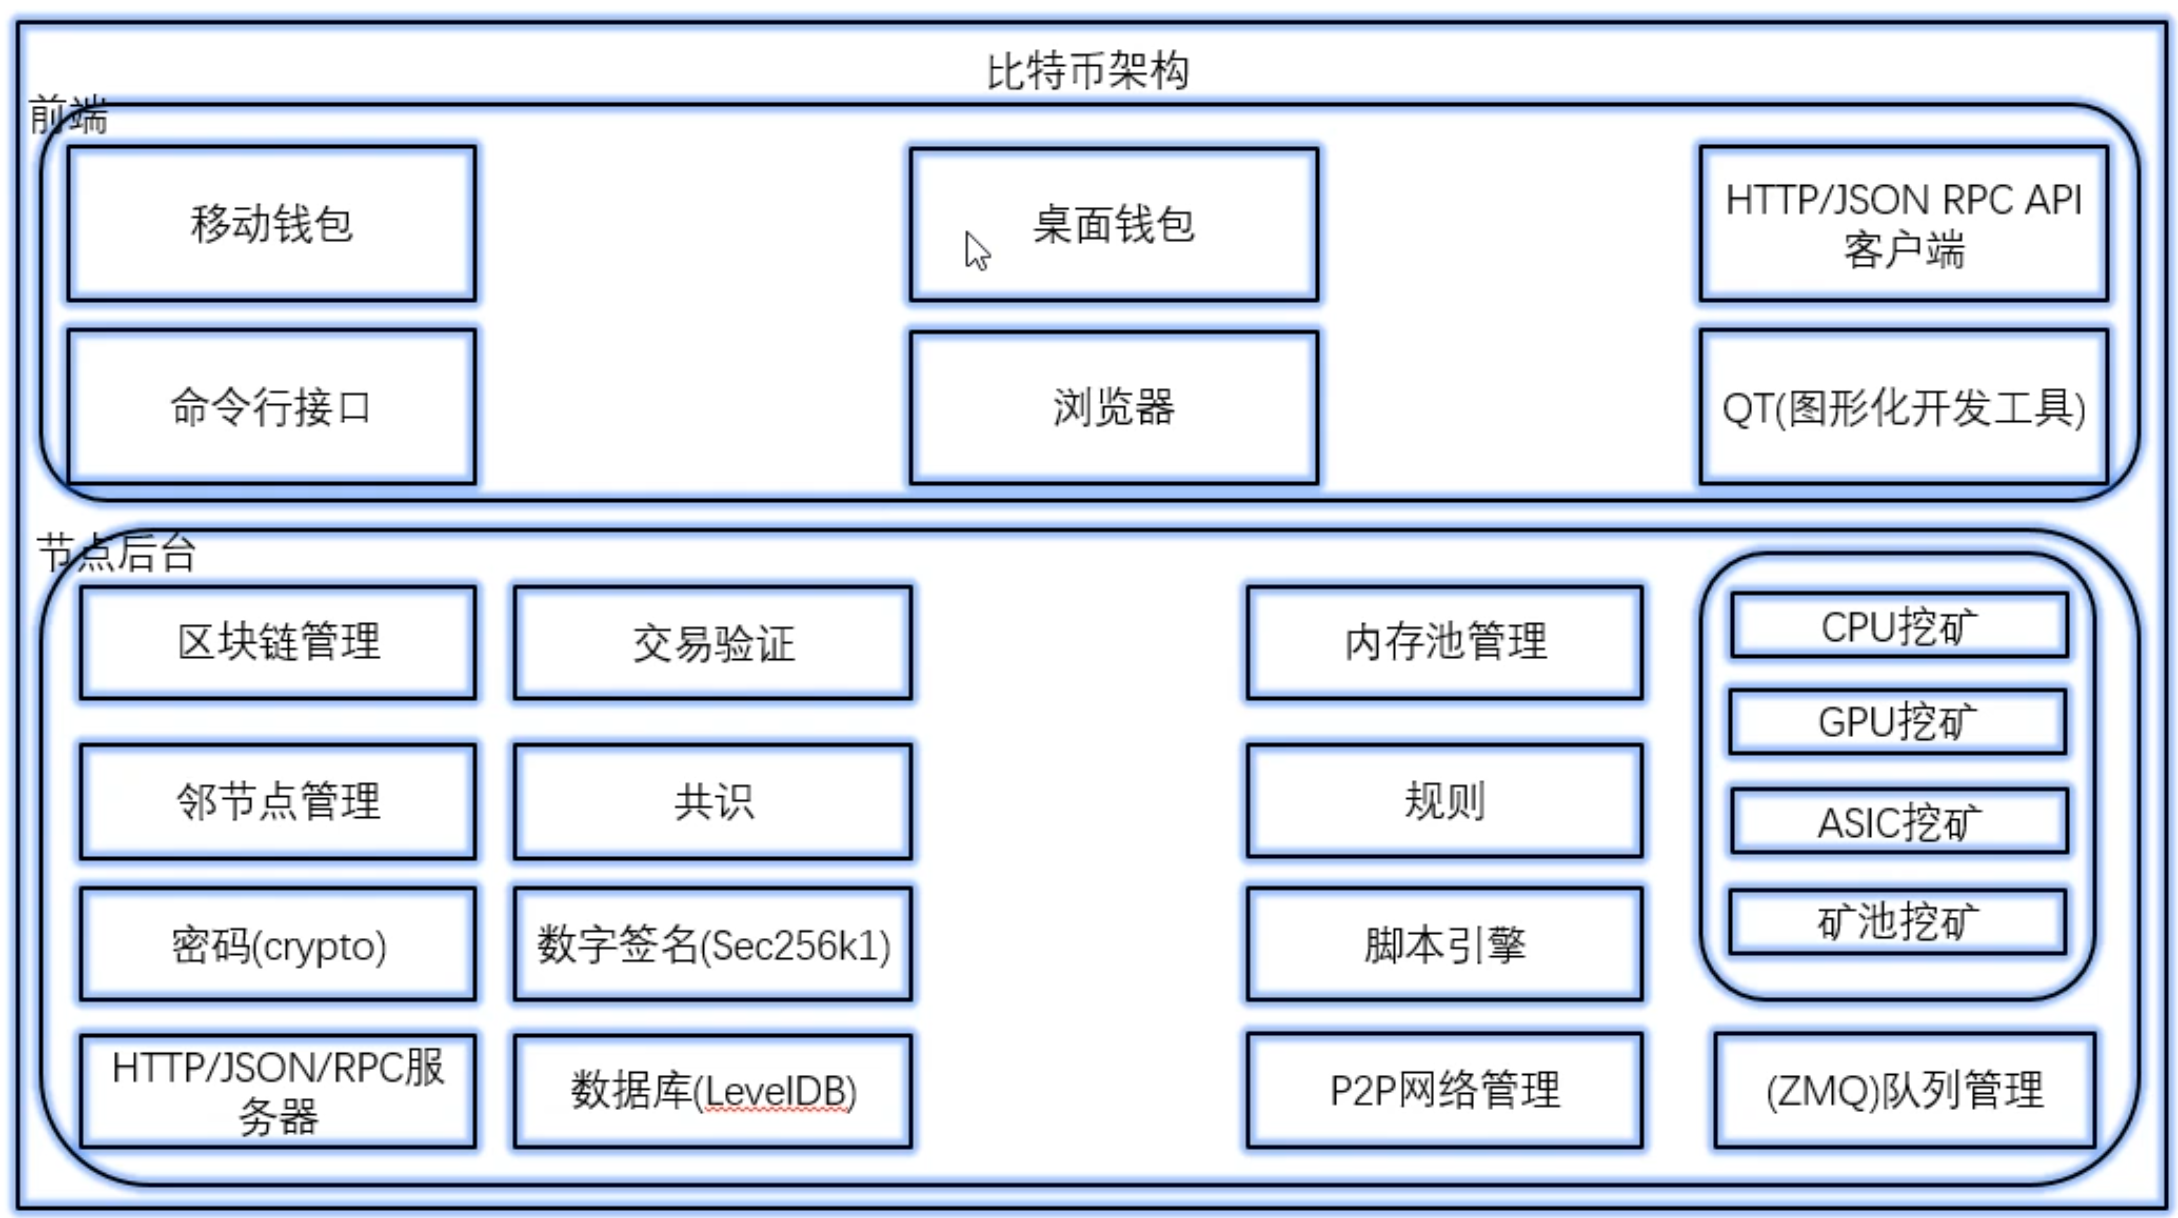 比特币架构
前端
移动钱包
桌面钱包
HTTP/JSON RPC API
客户端
命令行接口
浏览器
QT(图形化开发工具)
节点后台
区块链管理
交易验证
内存池管理
CPU挖矿
GPU挖矿
邻节点管理
共识
规则
ASIC挖矿
密码(crypto)
数字签名(Sec256k1)
脚本引擎
矿池挖矿
HTTP/JSON/RPC服
务器
数据库(LevelDB)
P2P网络管理
(ZMQ)队列管理